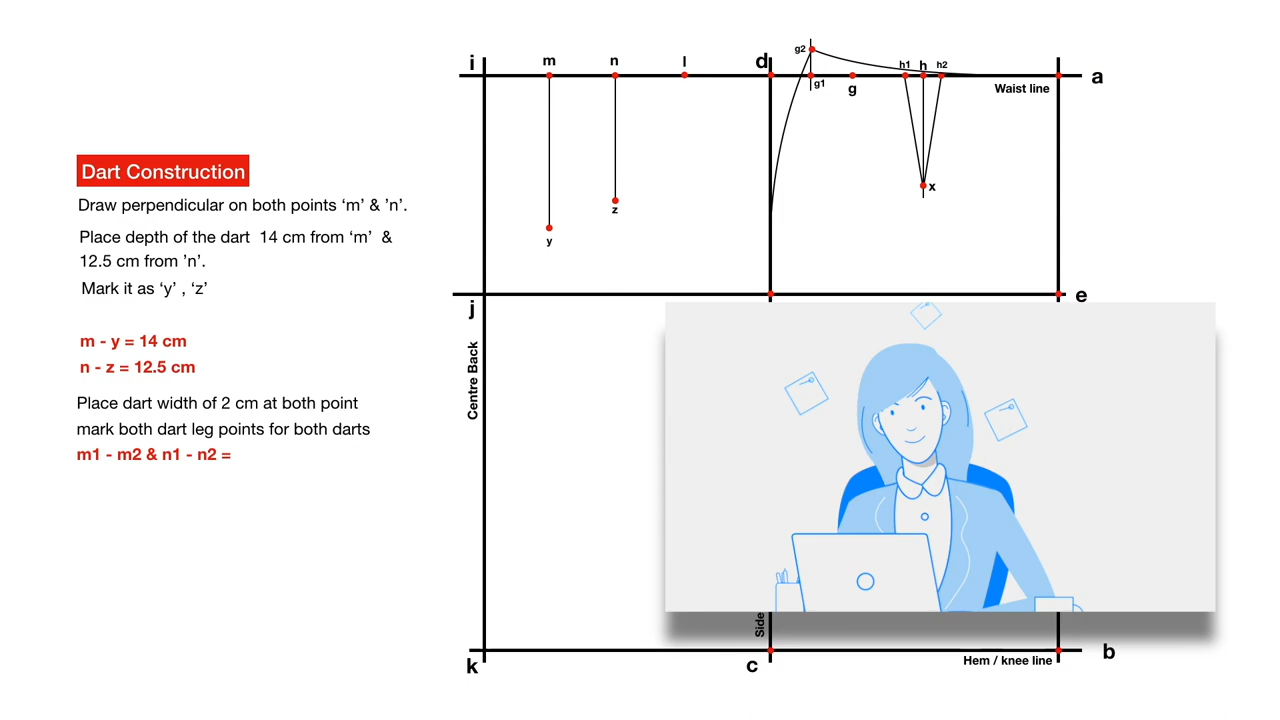 Dart Construction
Draw perpendicular on both points ‘m’ & ’n’.
Place depth of the dart  14 cm from ‘m’  &
12.5 cm from ’n’.
Mark it as ‘y’ , ‘z’
m - y = 14 cm
n - z = 12.5 cm
Place dart width of 2 cm at both point
mark both dart leg points for both darts
m1 - m2 & n1 - n2 =
g2
i
m
n
l
d
h1
h
h2
a
g1
g
Waist line
x
z
y
j
e
Centre Back
Side
k
c
Hem / knee line
b